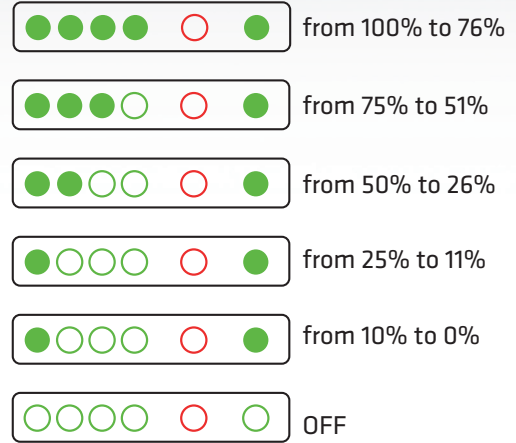 from 100% to 76%
from 75% to 51%
from 50% to 26%
from 25% to 11%
from 10% to 0%
OFF